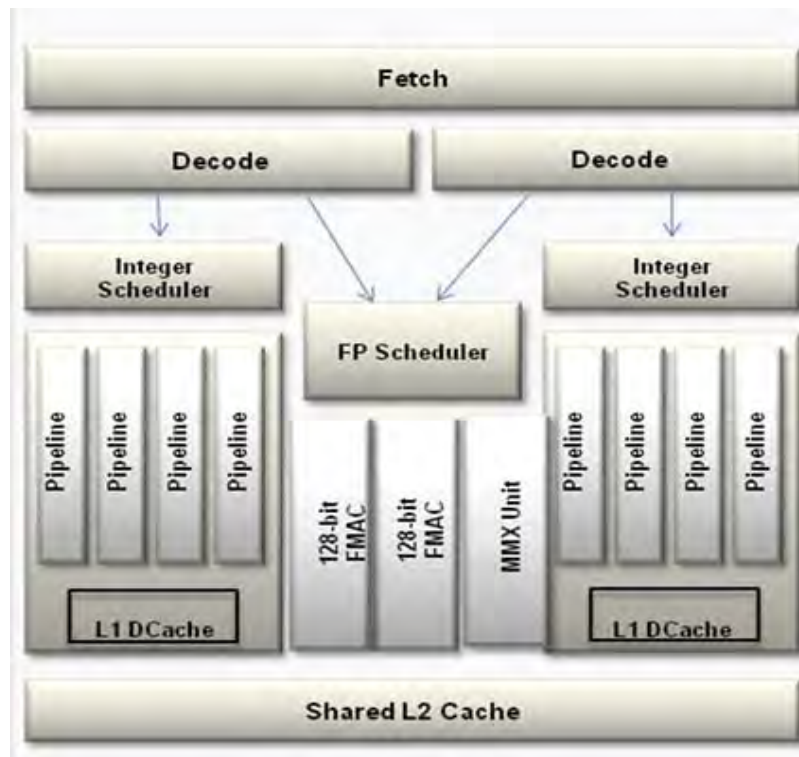 Fetch
Decode
Decode
Integer
Scheduler
Integer
Scheduler
FP Scheduler
Pipeline
Pipeline
Pipeline
Pipeline
128-bit
FMAC
128-bit
FMAC
MMX Unit
Pipeline
Pipeline
Pipeline
Pipeline
L1 DCache
L1 DCache
Shared L2 Cache